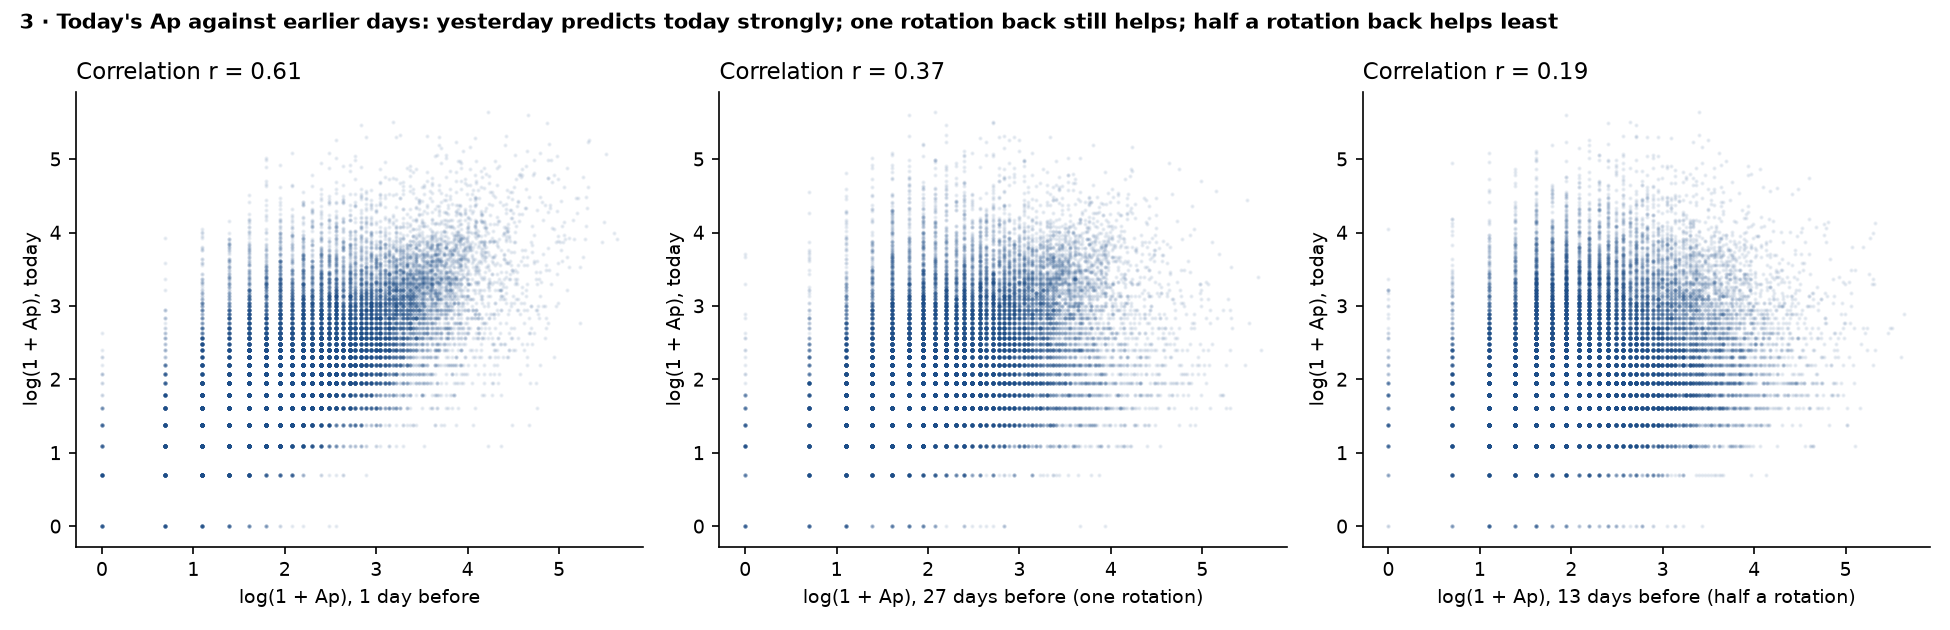 3 · Today's Ap against earlier days: yesterday predicts today strongly; one rotation back still helps; half a rotation back helps least
Correlation r = 0.61
log(1 + Ap), today
5
4
3
2
1
0
0 1 2 3 4 5
log(1 + Ap), 1 day before
Correlation r = 0.37
log(1 + Ap), today
5
4
3
2
1
0
0 1 2 3 4 5
log(1 + Ap), 27 days before (one rotation)
Correlation r = 0.19
log(1 + Ap), today
5
4
3
2
1
0
0 1 2 3 4 5
log(1 + Ap), 13 days before (half a rotation)